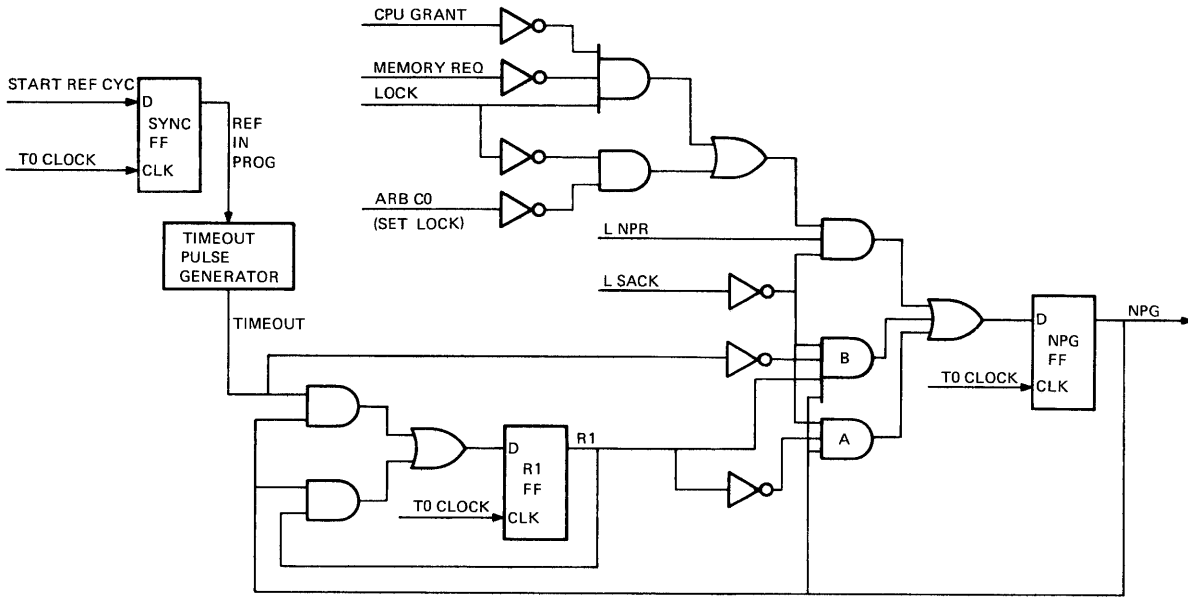 CPU GRANT
MEMORY REQ
LOCK
START REF CYC
D
SYNC
FF
CLK
T0 CLOCK
REF
IN
PROG
ARB C0
(SET LOCK)
TIMEOUT
PULSE
GENERATOR
L NPR
L SACK
TIMEOUT
B
A
D
NPG
FF
CLK
T0 CLOCK
NPG
D
R1
FF
CLK
T0 CLOCK
R1